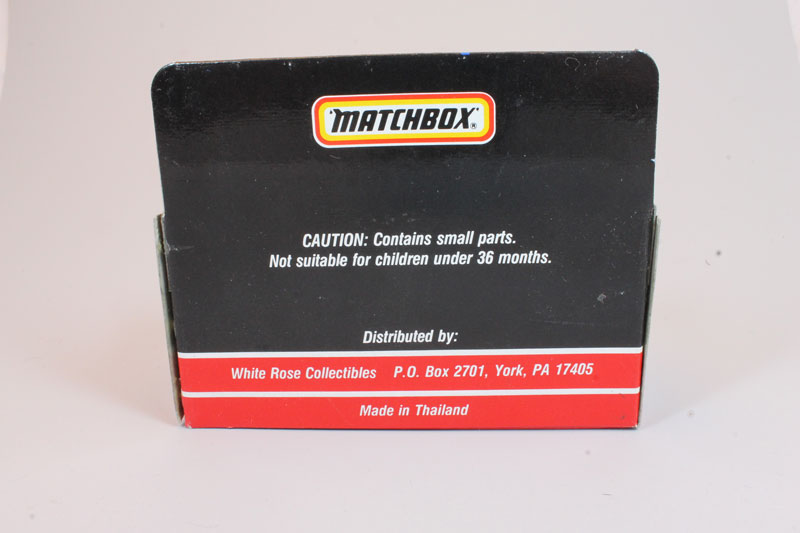 MATCHBOX®
CAUTION: Contains small parts.
Not suitable for children under 36 months.
Distributed by:
White Rose Collectibles P.O. Box 2701, York, PA 17405
Made in Thailand